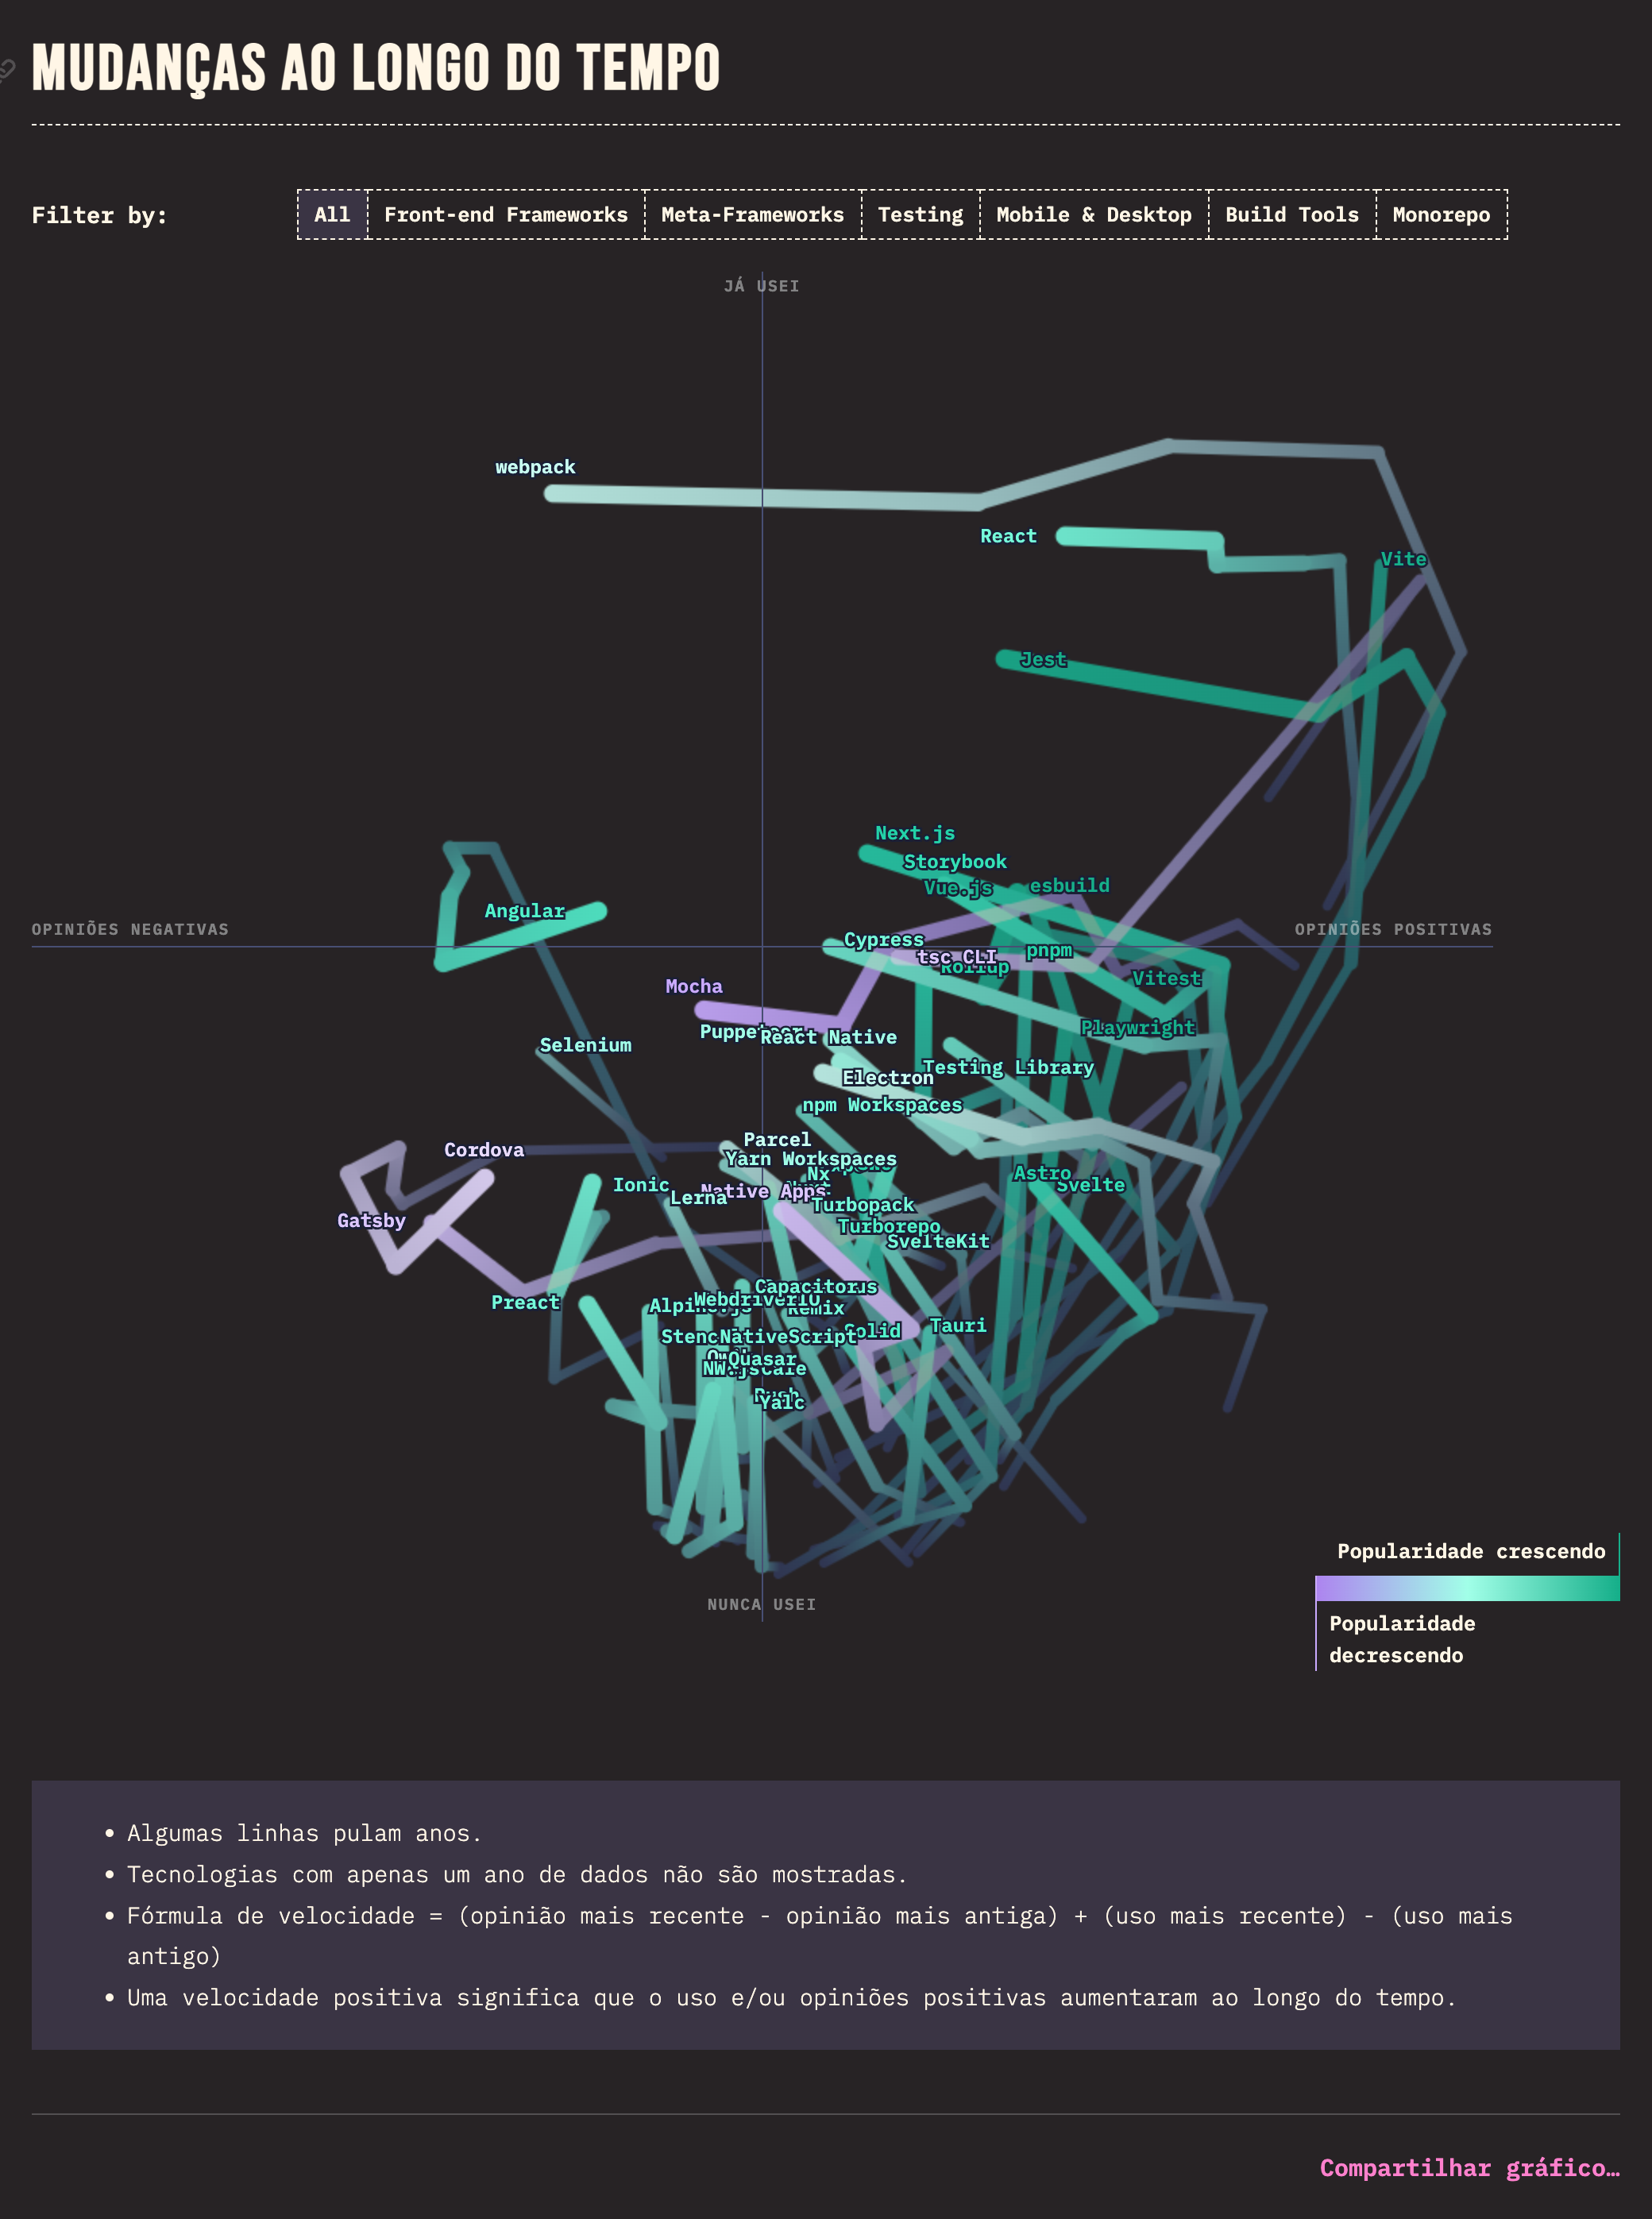 MUDANÇAS AO LONGO DO TEMPO
Filter by:
All
Front-end Frameworks
Meta-Frameworks
Testing
Mobile & Desktop
Build Tools
Monorepo
JÁ USEI
webpack
React
Vite
Jest
Next.js
Storybook
Vue.js
esbuild
Angular
OPINIÕES NEGATIVAS
OPINIÕES POSITIVAS
Cypress
pnpm
tsc CLI
Rollup
Vitest
Mocha
Playwright
Puppeteer
React Native
Selenium
Testing Library
Electron
npm Workspaces
Parcel
Cordova
Yarn Workspaces
Nx
Astro
Svelte
Ionic
Native Apps
Lerna
Turbopack
Gatsby
Turborepo
SvelteKit
Capacitor
Preact
WebdriverIO
Alpine.js
Remix
Tauri
Solid
NativeScript
Quasar
NW.js
Rush
Yalc
NUNCA USEI
Popularidade crescendo
Popularidade
decrescendo
• Algumas linhas pulam anos.
• Tecnologias com apenas um ano de dados não são mostradas.
• Fórmula de velocidade = (opinião mais recente - opinião mais antiga) + (uso mais recente) - (uso mais
antigo)
• Uma velocidade positiva significa que o uso e/ou opiniões positivas aumentaram ao longo do tempo.
Compartilhar gráfico…